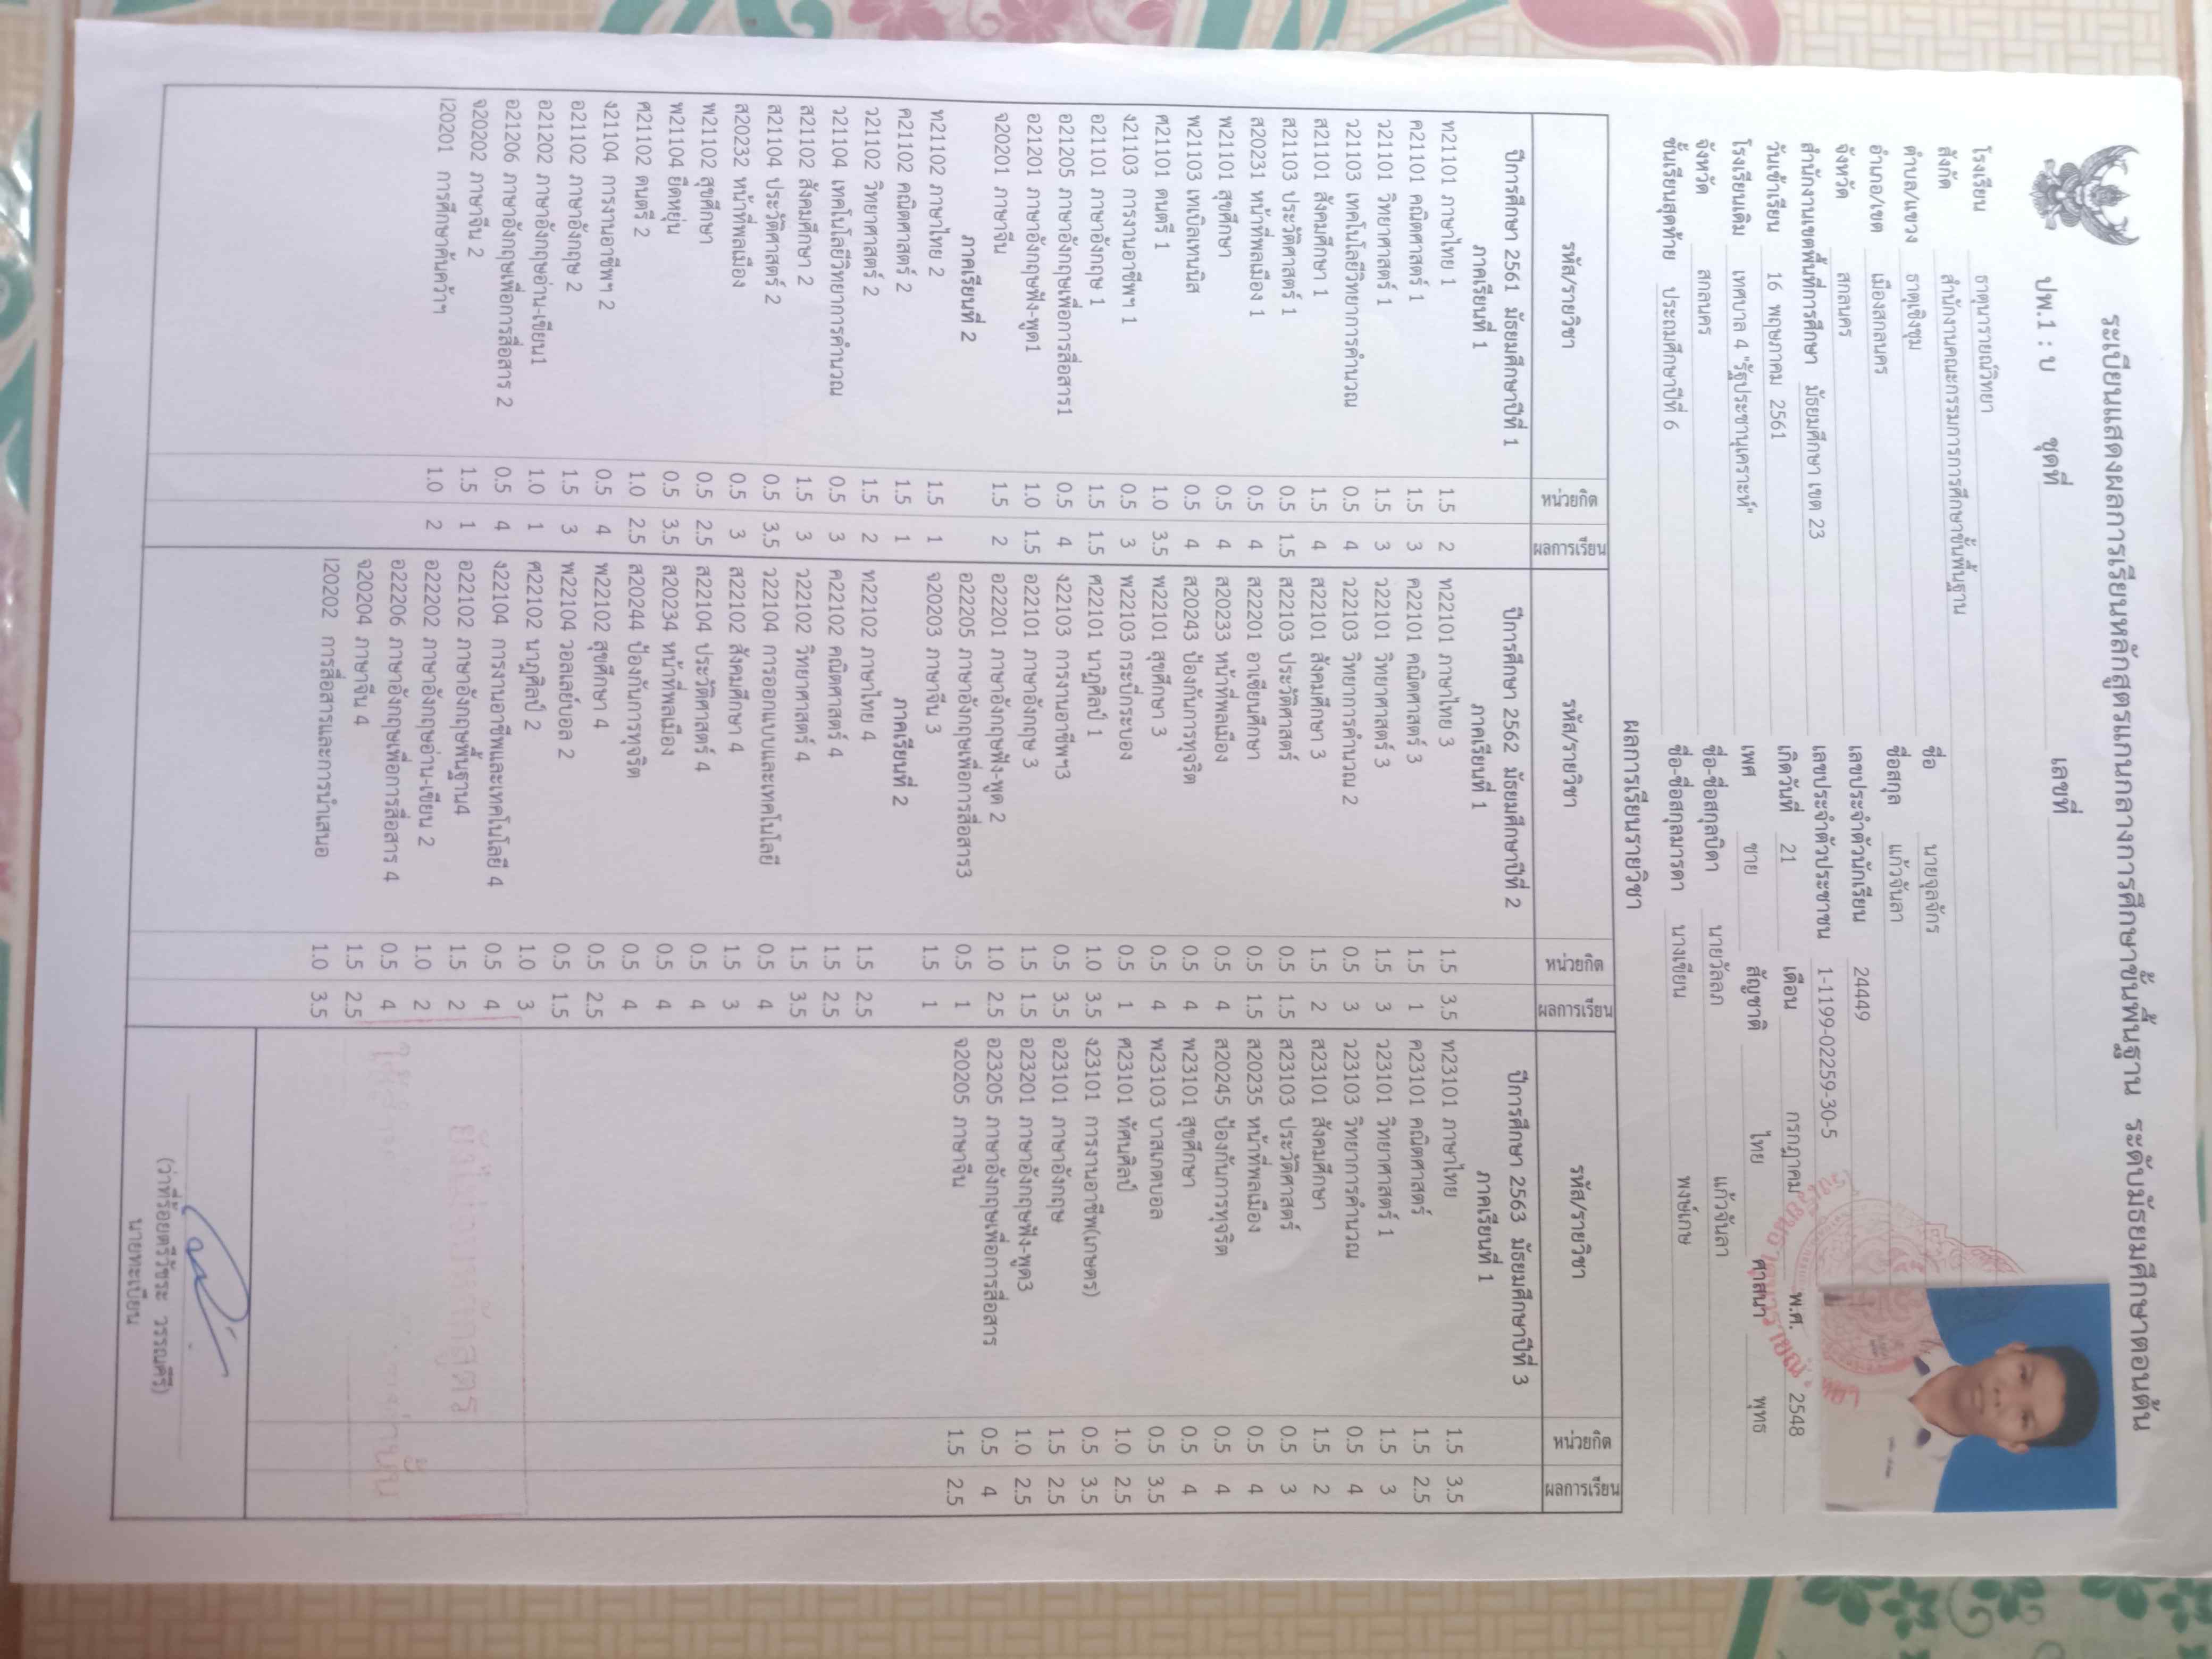 ระเบียนแสดงผลการเรียนหลักสูตรแกนกลางการศึกษาขั้นพื้นฐาน ระดับมัธยมศึกษาตอนต้น
ปพ.1 : บ ชุดที่ เลขที่
โรงเรียน ธาตุนารายณ์วิทยา
สังกัด สำนักงานคณะกรรมการการศึกษาขั้นพื้นฐาน
ตำบล/แขวง ธาตุเชิงชุม
อำเภอ/เขต เมืองสกลนคร
จังหวัด สกลนคร
สำนักงานเขตพื้นที่การศึกษา มัธยมศึกษา เขต 23
วันเข้าเรียน 16 พฤษภาคม 2561
โรงเรียนเดิม เทศบาล 4 "รัฐประชานุเคราะห์"
จังหวัด สกลนคร
ชั้นเรียนสุดท้าย ประถมศึกษาปีที่ 6
ชื่อ นายจุลจักร
ชื่อสกุล แก้วจันลา
เลขประจำตัวนักเรียน 24449
เลขประจำตัวประชาชน 1-1199-02259-30-5
เกิดวันที่ 21 เดือน กรกฎาคม พ.ศ. 2548
เพศ ชาย สัญชาติ ไทย ศาสนา พุทธ
ชื่อ-ชื่อสกุลบิดา นายวัลลภ แก้วจันลา
ชื่อ-ชื่อสกุลมารดา นางเขียน พงษ์เกษ
ผลการเรียนรายวิชา
รหัส/รายวิชา หน่วยกิต ผลการเรียน
ปีการศึกษา 2561 มัธยมศึกษาปีที่ 1
ภาคเรียนที่ 1
ท21101 ภาษาไทย 1 1.5 2
ค21101 คณิตศาสตร์ 1 1.5 3
ว21101 วิทยาศาสตร์ 1 1.5 3
ว21103 เทคโนโลยีวิทยาการคำนวณ 0.5 4
ส21101 สังคมศึกษา 1 1.5 4
ส21103 ประวัติศาสตร์ 1 0.5 1.5
ส20231 หน้าที่พลเมือง 1 0.5 4
พ21101 สุขศึกษา 0.5 4
พ21103 เทเบิลเทนนิส 0.5 4
ศ21101 ดนตรี 1 1.0 3.5
ง21103 การงานอาชีพฯ 1 0.5 3
อ21101 ภาษาอังกฤษ 1 1.5 1.5
อ21205 ภาษาอังกฤษเพื่อการสื่อสาร1 0.5 4
อ21201 ภาษาอังกฤษฟัง-พูด1 1.0 1.5
จ20201 ภาษาจีน 1.5 2
ภาคเรียนที่ 2
ท21102 ภาษาไทย 2 1.5 1
ค21102 คณิตศาสตร์ 2 1.5 1
ว21102 วิทยาศาสตร์ 2 1.5 2
ว21104 เทคโนโลยีวิทยาการคำนวณ 0.5 3
ส21102 สังคมศึกษา 2 1.5 3
ส21104 ประวัติศาสตร์ 2 0.5 3.5
ส20232 หน้าที่พลเมือง 0.5 3
พ21102 สุขศึกษา 0.5 2.5
พ21104 ยืดหยุ่น 0.5 3.5
ศ21102 ดนตรี 2 1.0 2.5
ง21104 การงานอาชีพฯ 2 0.5 4
อ21102 ภาษาอังกฤษ 2 1.5 3
อ21202 ภาษาอังกฤษอ่าน-เขียน1 1.0 1
อ21206 ภาษาอังกฤษเพื่อการสื่อสาร 2 0.5 4
จ20202 ภาษาจีน 2 1.5 1
I20201 การศึกษาค้นคว้าฯ 1.0 2
รหัส/รายวิชา หน่วยกิต ผลการเรียน
ปีการศึกษา 2562 มัธยมศึกษาปีที่ 2
ภาคเรียนที่ 1
ท22101 ภาษาไทย 3 1.5 3.5
ค22101 คณิตศาสตร์ 3 1.5 1
ว22101 วิทยาศาสตร์ 3 1.5 3
ว22103 วิทยาการคำนวณ 2 0.5 3
ส22101 สังคมศึกษา 3 1.5 2
ส22103 ประวัติศาสตร์ 0.5 1.5
ส22201 อาเซียนศึกษา 0.5 1.5
ส20233 หน้าที่พลเมือง 0.5 4
ส20243 ป้องกันการทุจริต 0.5 4
พ22101 สุขศึกษา 3 0.5 4
พ22103 กระบี่กระบอง 0.5 1
ศ22101 นาฏศิลป์ 1 1.0 3.5
ง22103 การงานอาชีพฯ3 0.5 3.5
อ22101 ภาษาอังกฤษ 3 1.5 1.5
อ22201 ภาษาอังกฤษฟัง-พูด 2 1.0 2.5
อ22205 ภาษาอังกฤษเพื่อการสื่อสาร3 0.5 1
จ20203 ภาษาจีน 3 1.5 1
ภาคเรียนที่ 2
ท22102 ภาษาไทย 4 1.5 2.5
ค22102 คณิตศาสตร์ 4 1.5 2.5
ว22102 วิทยาศาสตร์ 4 1.5 3.5
ว22104 การออกแบบและเทคโนโลยี 0.5 4
ส22102 สังคมศึกษา 4 1.5 3
ส22104 ประวัติศาสตร์ 4 0.5 4
ส20234 หน้าที่พลเมือง 0.5 4
ส20244 ป้องกันการทุจริต 0.5 4
พ22102 สุขศึกษา 4 0.5 2.5
พ22104 วอลเลย์บอล 2 0.5 1.5
ศ22102 นาฏศิลป์ 2 1.0 3
ง22104 การงานอาชีพและเทคโนโลยี 4 0.5 4
อ22102 ภาษาอังกฤษพื้นฐาน4 1.5 2
อ22202 ภาษาอังกฤษอ่าน-เขียน 2 1.0 2
อ22206 ภาษาอังกฤษเพื่อการสื่อสาร 4 0.5 4
จ20204 ภาษาจีน 4 1.5 2.5
I20202 การสื่อสารและการนำเสนอ 1.0 3.5
รหัส/รายวิชา หน่วยกิต ผลการเรียน
ปีการศึกษา 2563 มัธยมศึกษาปีที่ 3
ภาคเรียนที่ 1
ท23101 ภาษาไทย 1.5 3.5
ค23101 คณิตศาสตร์ 1.5 2.5
ว23101 วิทยาศาสตร์ 1 1.5 3
ว23103 วิทยาการคำนวณ 0.5 4
ส23101 สังคมศึกษา 1.5 2
ส23103 ประวัติศาสตร์ 0.5 3
ส20235 หน้าที่พลเมือง 0.5 4
ส20245 ป้องกันการทุจริต 0.5 4
พ23101 สุขศึกษา 0.5 4
พ23103 บาสเกตบอล 0.5 3.5
ศ23101 ทัศนศิลป์ 1.0 2.5
ง23101 การงานอาชีพ(เกษตร) 0.5 3.5
อ23101 ภาษาอังกฤษ 1.5 2.5
อ23201 ภาษาอังกฤษฟัง-พูด3 1.0 2.5
อ23205 ภาษาอังกฤษเพื่อการสื่อสาร 0.5 4
จ20205 ภาษาจีน 1.5 2.5
(ว่าที่ร้อยตรีวัชระ วรรณศิริ)
นายทะเบียน